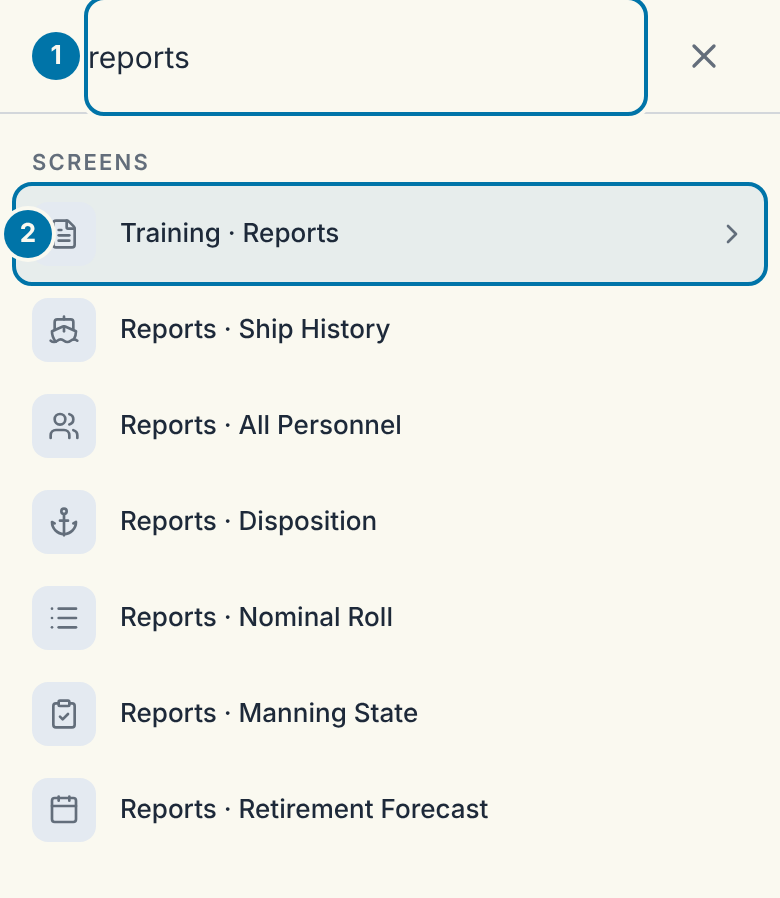 1 reports
SCREENS
2 Training · Reports
Reports · Ship History
Reports · All Personnel
Reports · Disposition
Reports · Nominal Roll
Reports · Manning State
Reports · Retirement Forecast